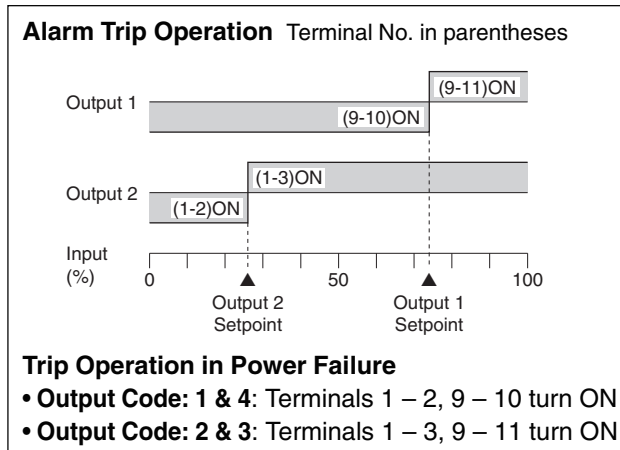 Alarm Trip Operation Terminal No. in parentheses
Output 1
(9-11)ON
(9-10)ON
Output 2
(1-3)ON
(1-2)ON
Input
(%)
0 50 100
Output 2
Setpoint
Output 1
Setpoint
Trip Operation in Power Failure
• Output Code: 1 & 4: Terminals 1 – 2, 9 – 10 turn ON
• Output Code: 2 & 3: Terminals 1 – 3, 9 – 11 turn ON